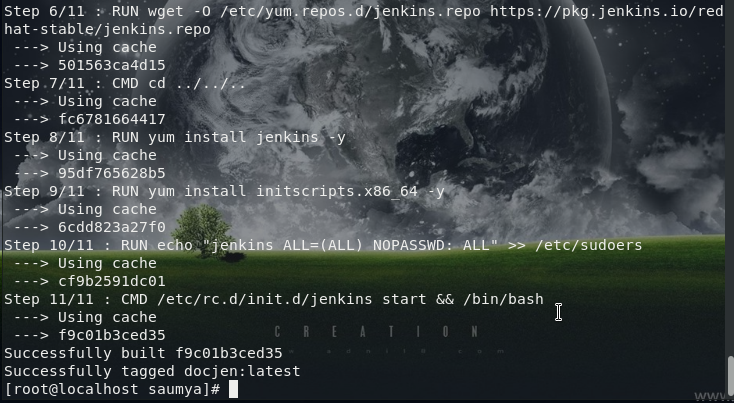 Step 6/11 : RUN wget -O /etc/yum.repos.d/jenkins.repo https://pkg.jenkins.io/red
hat-stable/jenkins.repo
 ---> Using cache
 ---> 501563ca4d15
Step 7/11 : CMD cd ../../..
 ---> Using cache
 ---> fc6781664417
Step 8/11 : RUN yum install jenkins -y
 ---> Using cache
 ---> 95df765628b5
Step 9/11 : RUN yum install initscripts.x86_64 -y
 ---> Using cache
 ---> 6cdd823a27f0
Step 10/11 : RUN echo "jenkins ALL=(ALL) NOPASSWD: ALL" >> /etc/sudoers
 ---> Using cache
 ---> cf9b2591dc01
Step 11/11 : CMD /etc/rc.d/init.d/jenkins start && /bin/bash
 ---> Using cache
 ---> f9c01b3ced35
CREATION
Successfully built f9c01b3ced35
Successfully tagged docjen:latest
[root@localhost saumya]#
www.